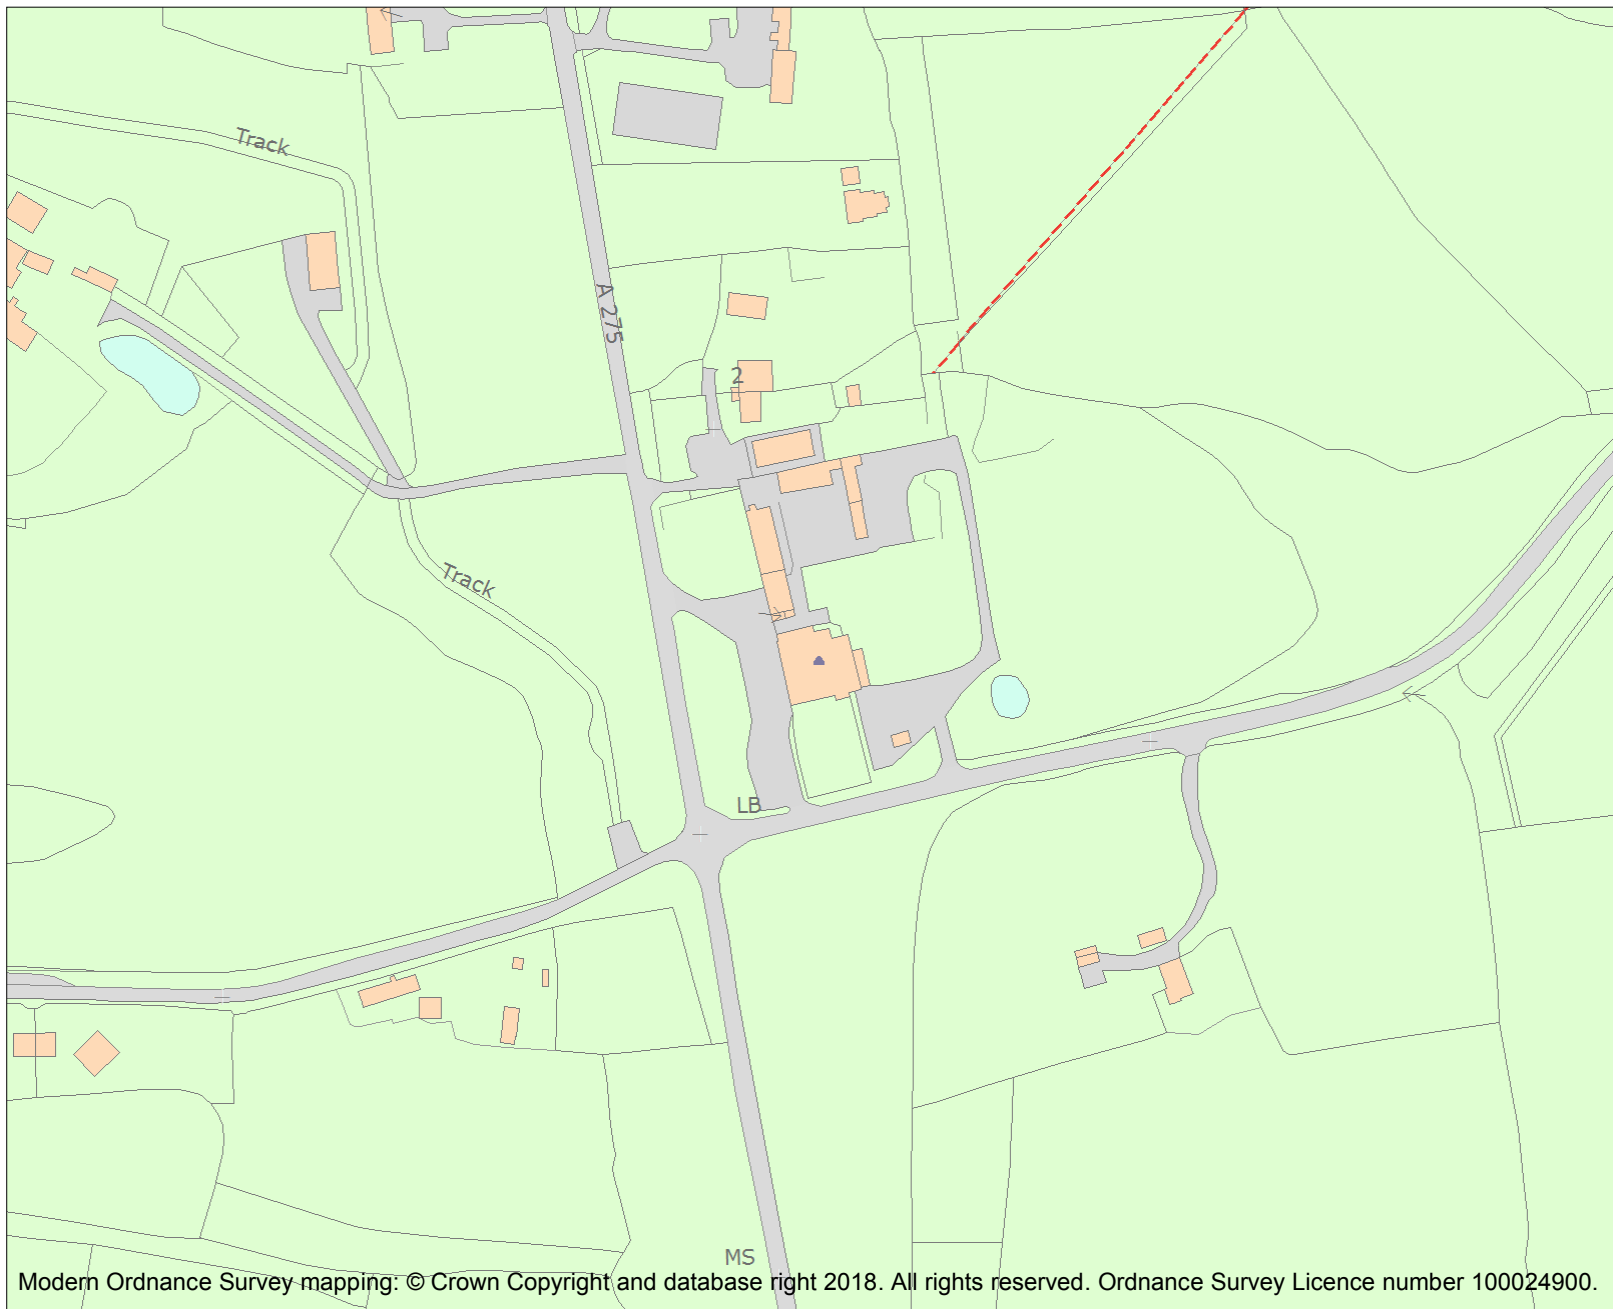 Track
A 275
2
Track
LB
MS
Modern Ordnance Survey mapping: © Crown Copyright and database right 2018. All rights reserved. Ordnance Survey Licence number 100024900.